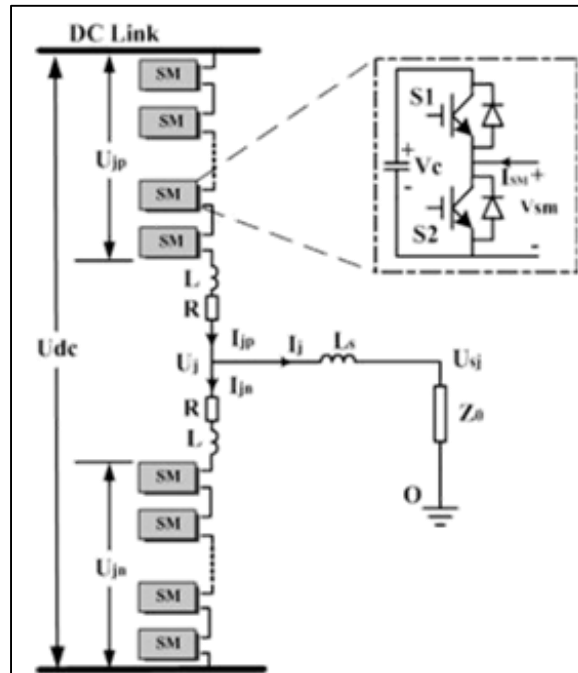 DC Link
SM
SM
SM
SM
Ujp
L
R
Ijp
Udc
Uj
Ij
Ls
Usj
Ijn
R
L
Z0
O
SM
SM
SM
SM
Ujn
S1
+
Vc
-
ISM+
Vsm
S2
-